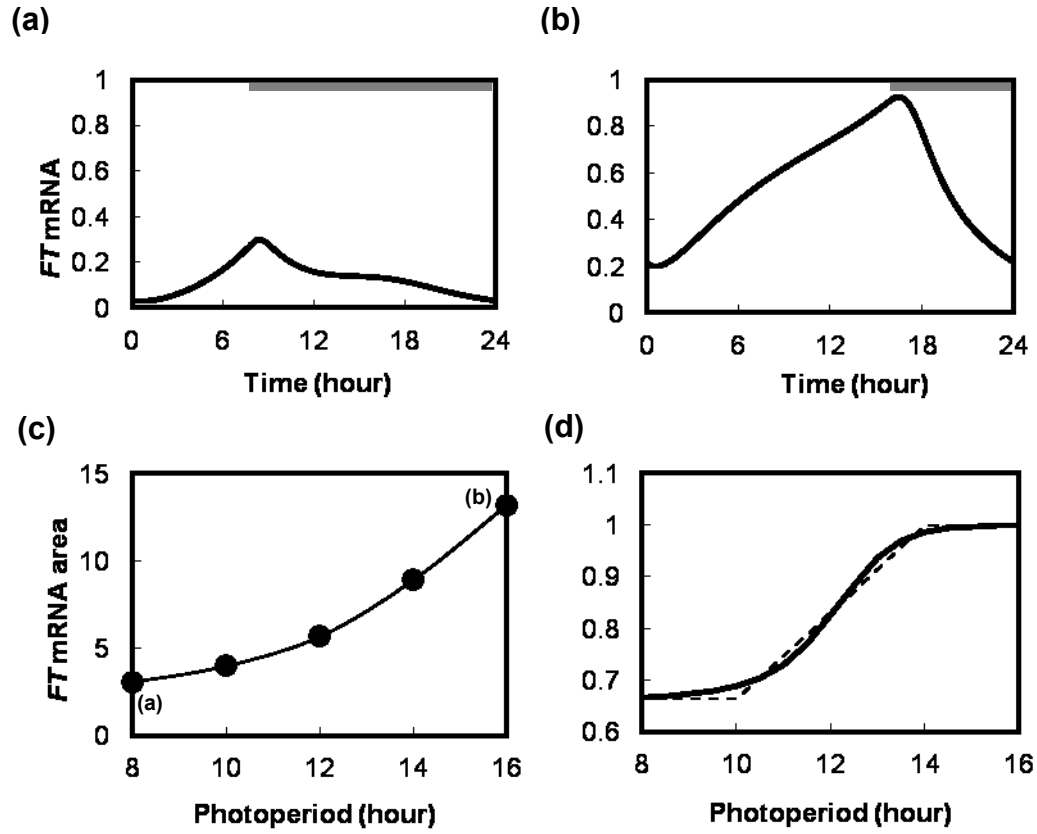 (a)
FT mRNA
1
0.8
0.6
0.4
0.2
0
0 6 12 18 24
Time (hour)
(b)
1
0.8
0.6
0.4
0.2
0
0 6 12 18 24
Time (hour)
(c)
FT mRNA area
15
10
5
0
(a)
(b)
8 10 12 14 16
Photoperiod (hour)
(d)
1.1
1
0.9
0.8
0.7
0.6
8 10 12 14 16
Photoperiod (hour)